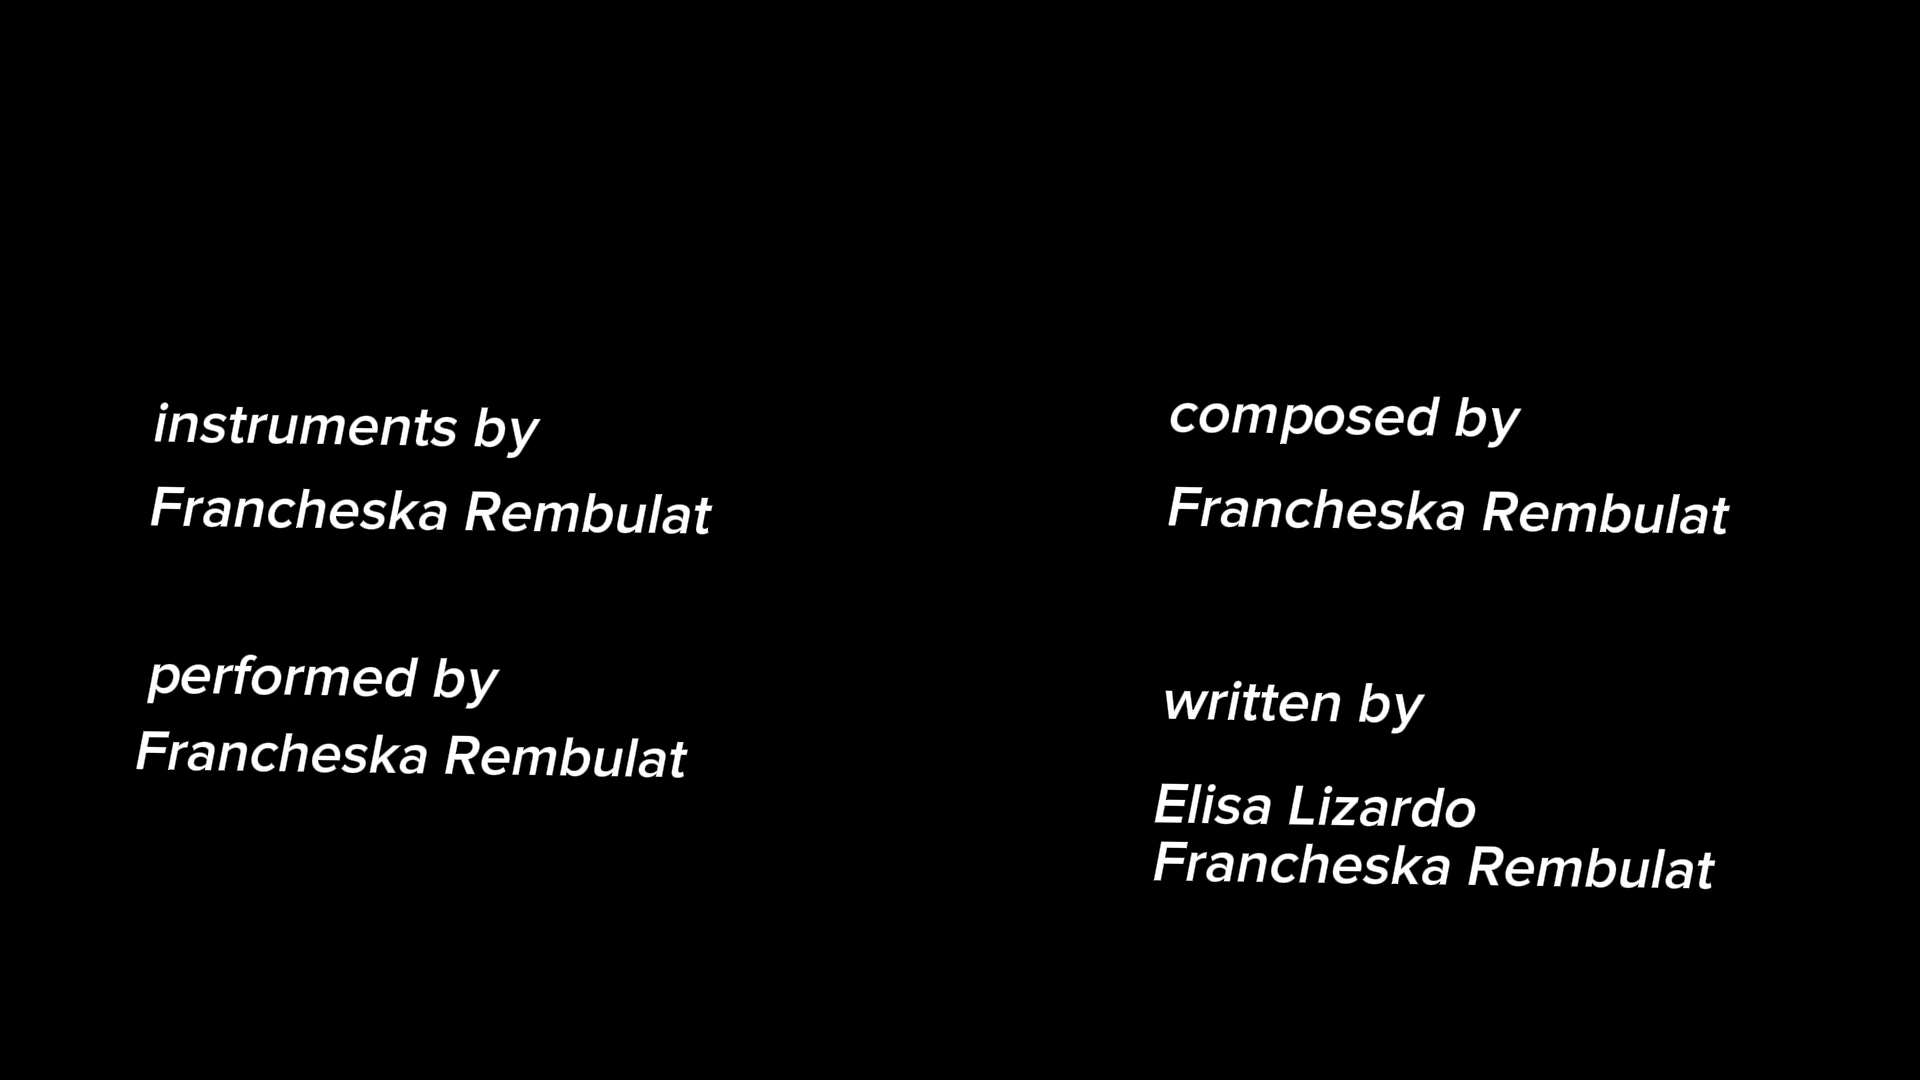 instruments by
Francheska Rembulat
performed by
Francheska Rembulat
composed by
Francheska Rembulat
written by
Elisa Lizardo
Francheska Rembulat